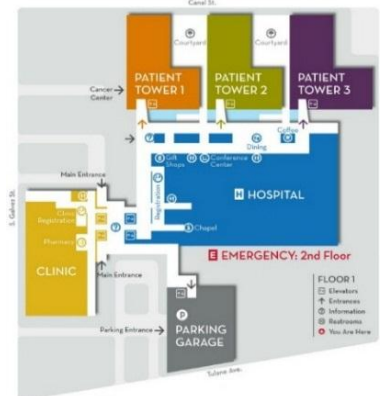 Canal St.
Courtyard
Courtyard
PATIENT
TOWER 1
PATIENT
TOWER 2
PATIENT
TOWER 3
Cancer
Center
Coffee
Dining
Gift
Shops
Conference
Center
Main Entrance
Registration
H HOSPITAL
S. Galvez St.
Clinic
Registration
Pharmacy
Chapel
CLINIC
Main Entrance
E EMERGENCY: 2nd Floor
FLOOR 1
Elevators
Entrances
Information
Restrooms
You Are Here
Parking Entrance
P
PARKING
GARAGE
Tulane Ave.